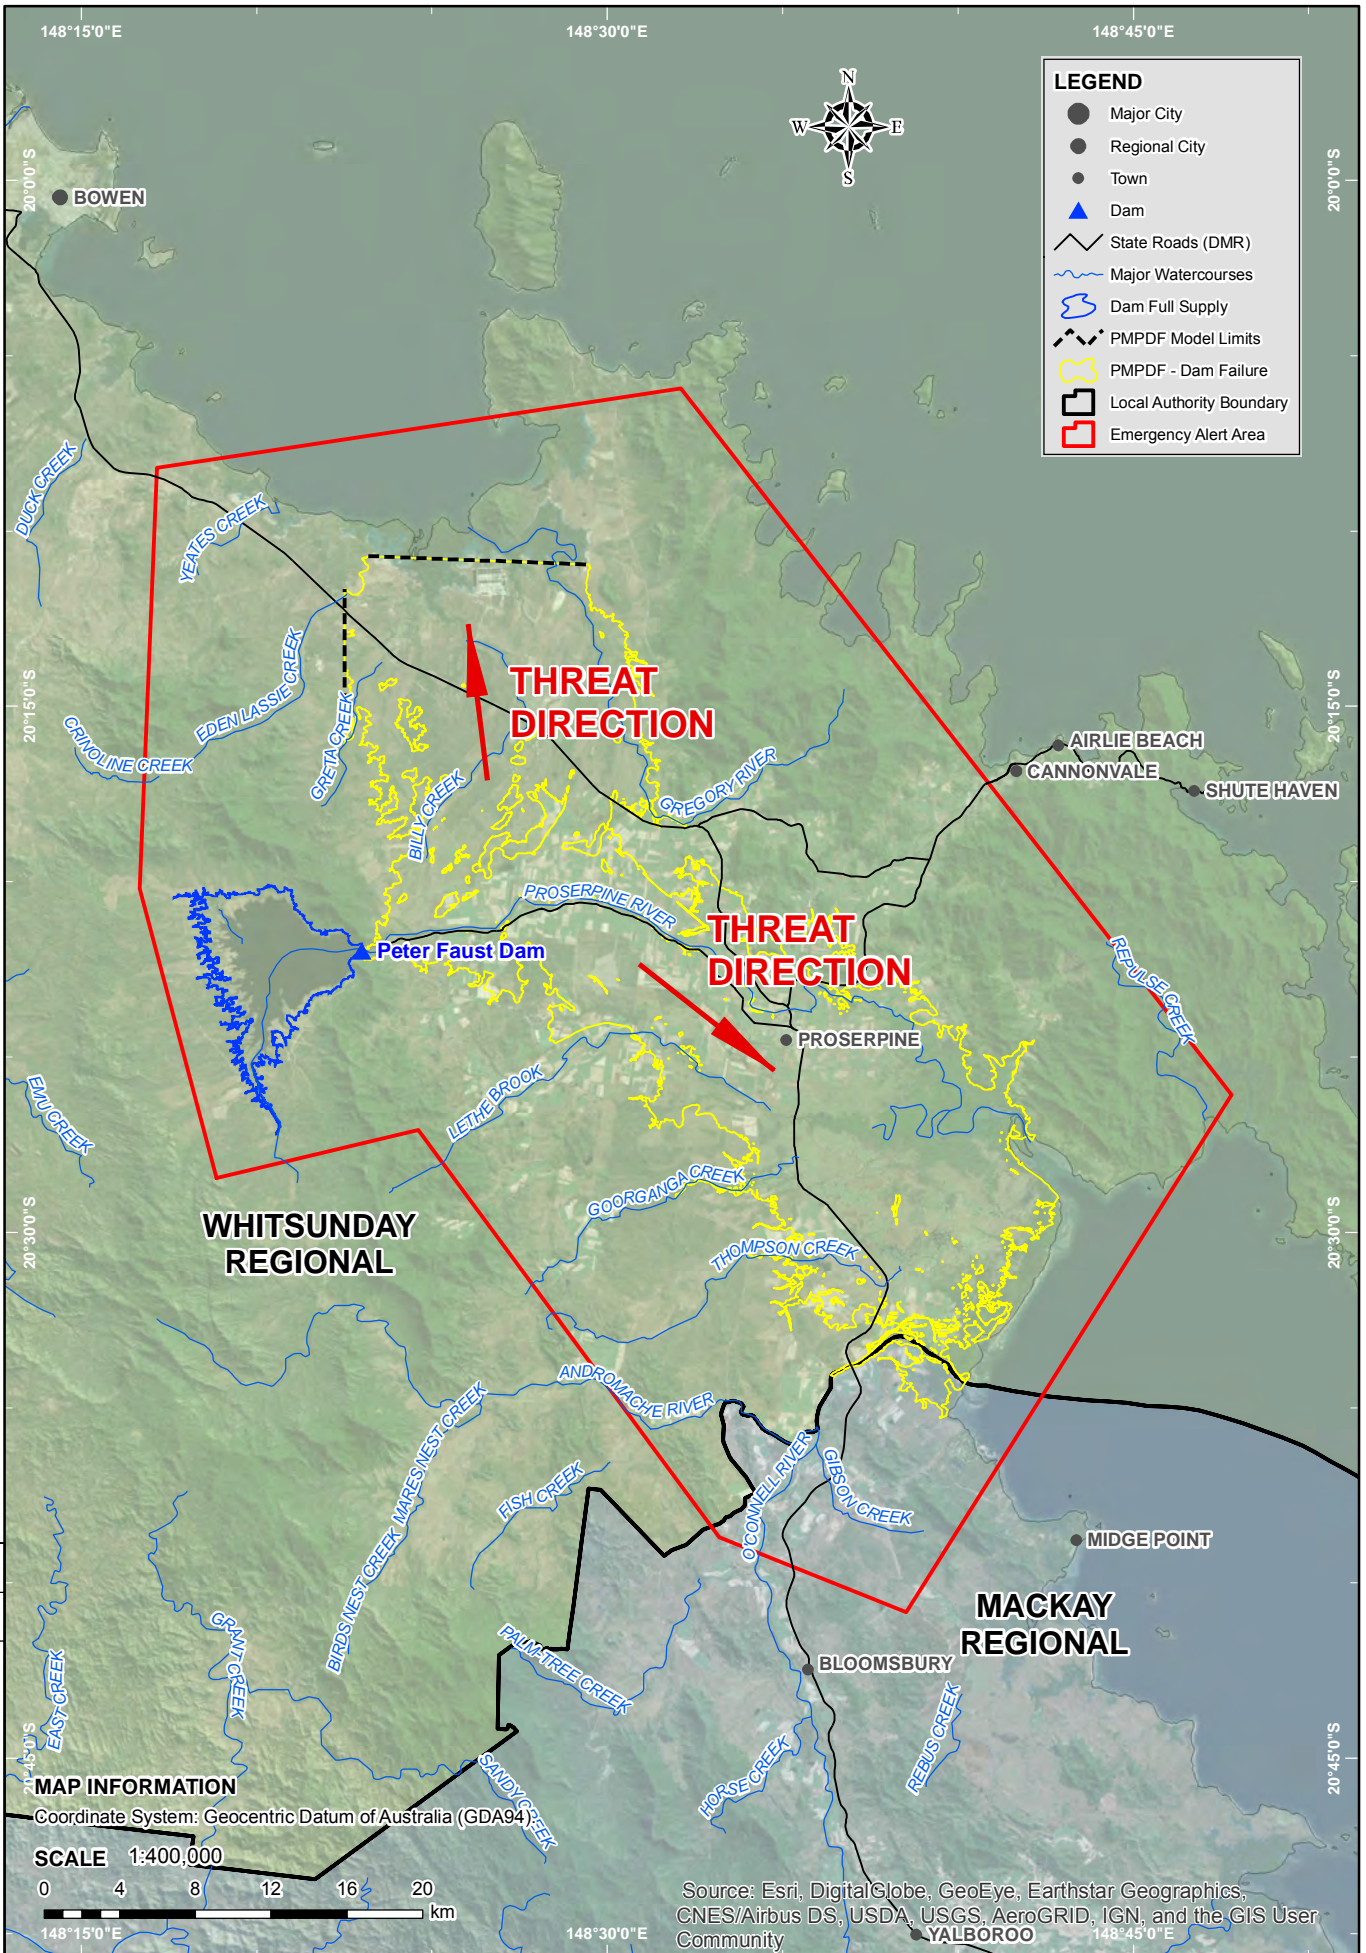 148°15'0"E
148°30'0"E
148°45'0"E
LEGEND
Major City
Regional City
Town
Dam
State Roads (DMR)
Major Watercourses
Dam Full Supply
PMPDF Model Limits
PMPDF - Dam Failure
Local Authority Boundary
Emergency Alert Area
N
W
E
S
20°0'0"S
20°0'0"S
BOWEN
DUCK CREEK
YEATES CREEK
EDEN LASSIE CREEK
CRINOLINE CREEK
GRETA CREEK
BILLY CREEK
THREAT
DIRECTION
20°15'0"S
20°15'0"S
GREGORY RIVER
AIRLIE BEACH
CANNONVALE
SHUTE HAVEN
PROSERPINE RIVER
THREAT
DIRECTION
Peter Faust Dam
REPULSE CREEK
PROSERPINE
EMU CREEK
LETHE BROOK
GOORGANGA CREEK
WHITSUNDAY
REGIONAL
20°30'0"S
20°30'0"S
THOMPSON CREEK
ANDROMACHE RIVER
MARES NEST CREEK
BIRDS NEST CREEK
FISH CREEK
O'CONNELL RIVER
GIBSON CREEK
MIDGE POINT
MACKAY
REGIONAL
GRANT CREEK
EAST CREEK
PALM TREE CREEK
BLOOMSBURY
REBUS CREEK
HORSE CREEK
SANDY CREEK
20°45'0"S
20°45'0"S
MAP INFORMATION
Coordinate System: Geocentric Datum of Australia (GDA94).
SCALE 1:400,000
0 4 8 12 16 20
km
Source: Esri, DigitalGlobe, GeoEye, Earthstar Geographics,
CNES/Airbus DS, USDA, USGS, AeroGRID, IGN, and the GIS User
Community
YALBOROO
148°15'0"E
148°30'0"E
148°45'0"E